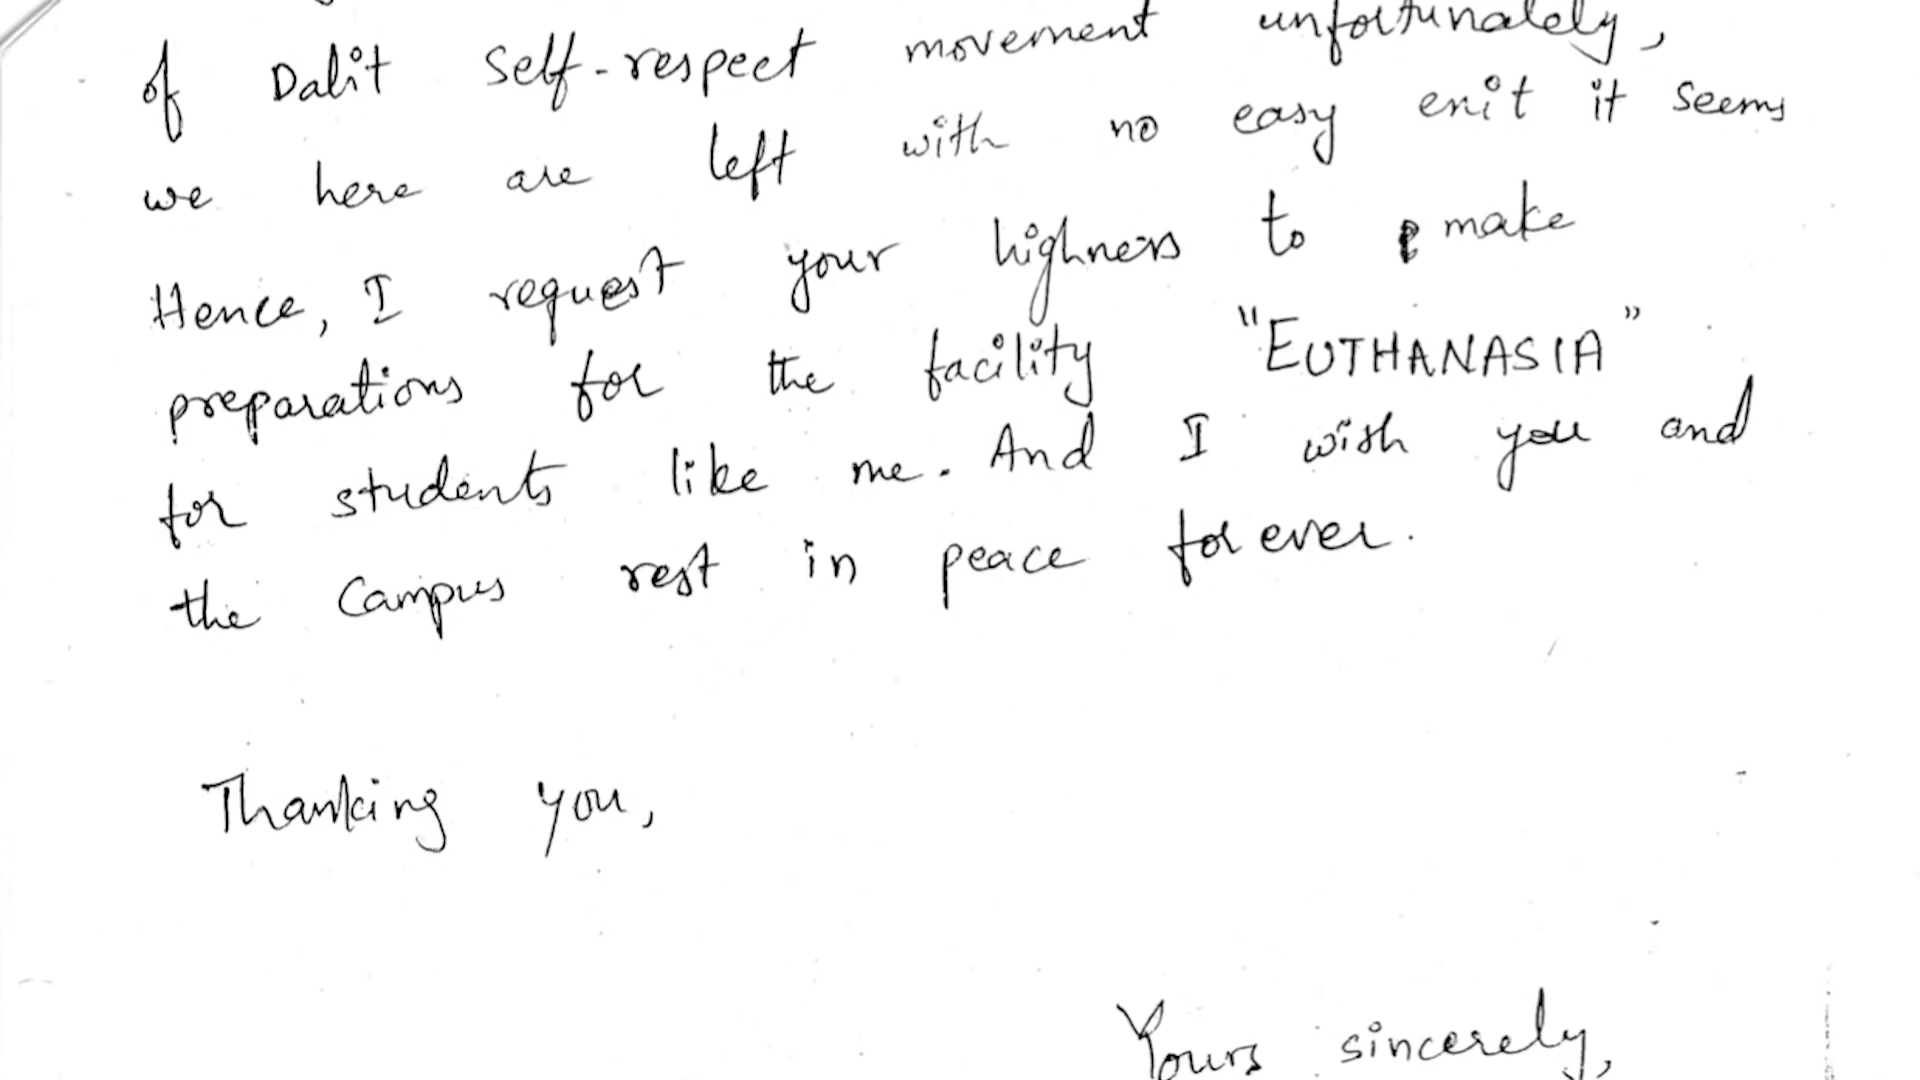 of Dalit self-respect movement unfortunately,
we here are left with no easy exit it seems
Hence, I request your highness to make
preparations for the facility "EUTHANASIA"
for students like me. And I wish you and
the campus rest in peace forever.
Thanking you,
Yours sincerely,